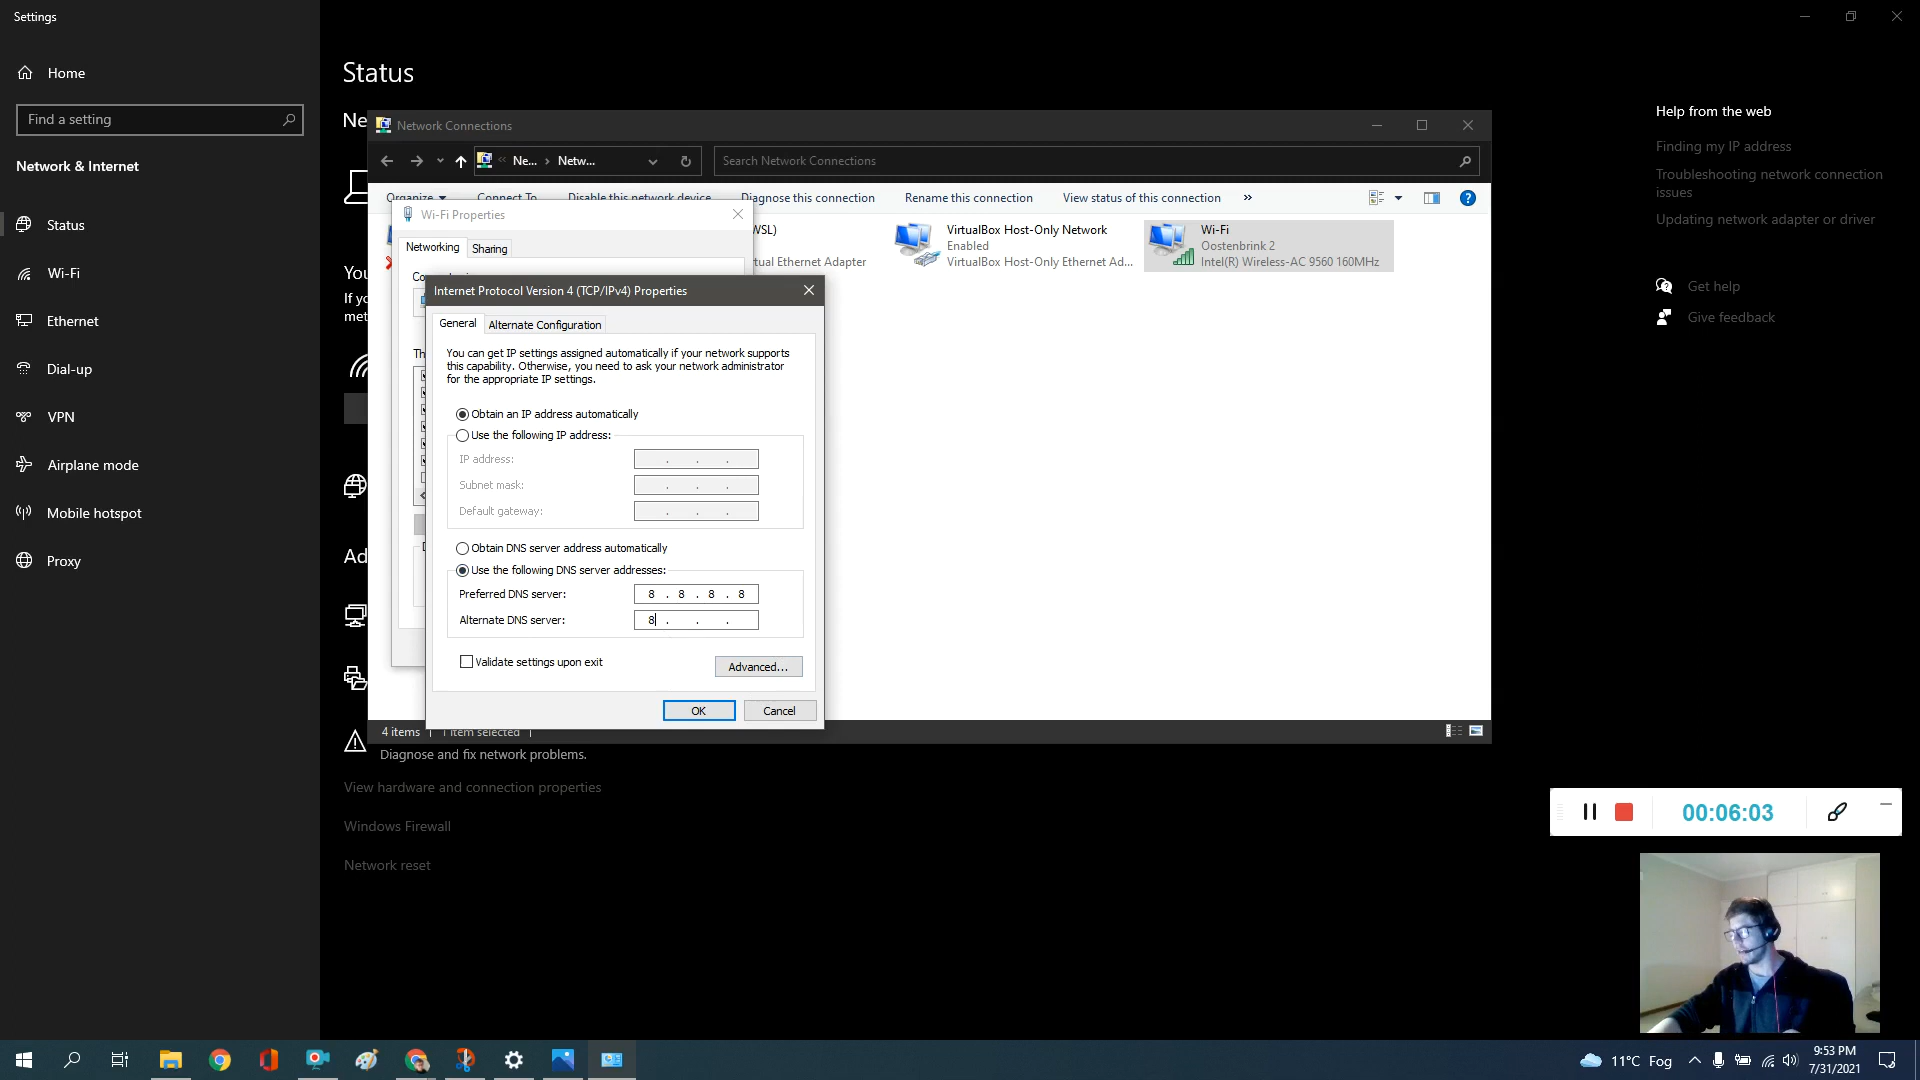 Settings
Home
Find a setting
Network & Internet
Status
Wi-Fi
Ethernet
Dial-up
VPN
Airplane mode
Mobile hotspot
Proxy
Status
Ne
You
If yo
met
Ad
Diagnose and fix network problems.
View hardware and connection properties
Windows Firewall
Network reset
Network Connections
« Ne... › Netw...
Search Network Connections
Organize
Connect To
Disable this network device
Diagnose this connection
Rename this connection
View status of this connection
»
WSL)
tual Ethernet Adapter
VirtualBox Host-Only Network
Enabled
VirtualBox Host-Only Ethernet Ad...
Wi-Fi
Oostenbrink 2
Intel(R) Wireless-AC 9560 160MHz
4 items
1 item selected
Wi-Fi Properties
Networking
Sharing
Co
Th
Internet Protocol Version 4 (TCP/IPv4) Properties
General
Alternate Configuration
You can get IP settings assigned automatically if your network supports
this capability. Otherwise, you need to ask your network administrator
for the appropriate IP settings.
Obtain an IP address automatically
Use the following IP address:
IP address: . . .
Subnet mask: . . .
Default gateway: . . .
Obtain DNS server address automatically
Use the following DNS server addresses:
Preferred DNS server: 8 . 8 . 8 . 8
Alternate DNS server: 8 . . .
Validate settings upon exit
Advanced...
OK
Cancel
Help from the web
Finding my IP address
Troubleshooting network connection
issues
Updating network adapter or driver
Get help
Give feedback
00:06:03
11°C Fog
9:53 PM
7/31/2021